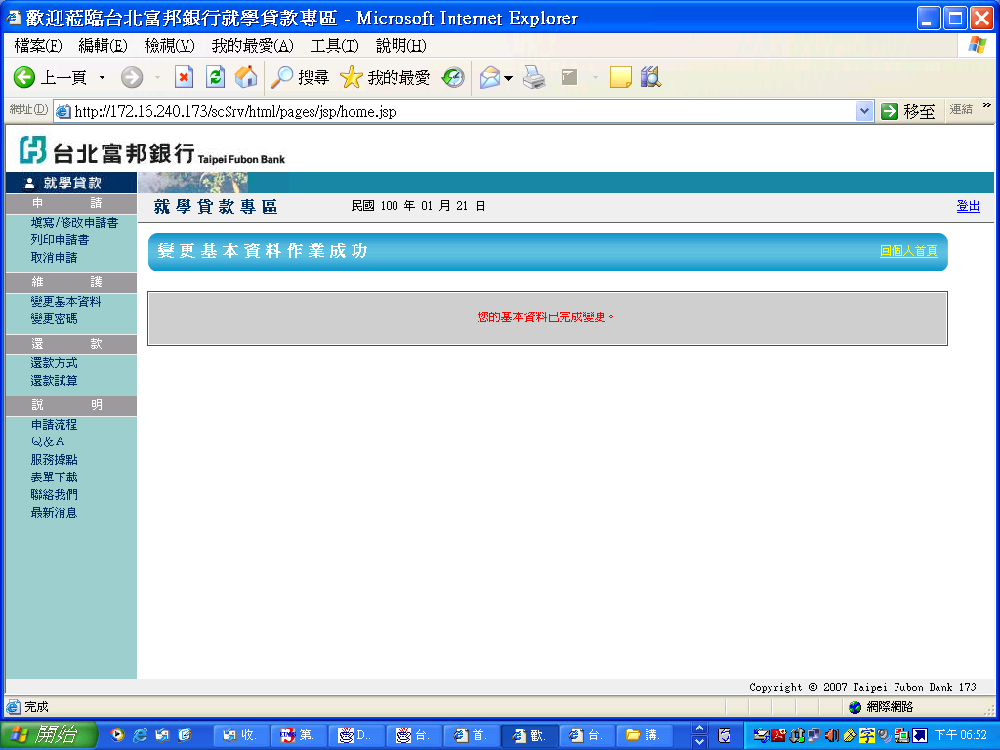 歡迎蒞臨台北富邦銀行就學貸款專區 - Microsoft Internet Explorer
檔案(F) 編輯(E) 檢視(V) 我的最愛(A) 工具(T) 說明(H)
上一頁 搜尋 我的最愛
網址(D) http://172.16.240.173/scSrv/html/pages/jsp/home.jsp 移至 連結 »
台北富邦銀行 Taipei Fubon Bank
就學貸款
就學貸款專區 民國 100 年 01 月 21 日 登出
申 請
填寫/修改申請書
列印申請書
取消申請
維 護
變更基本資料
變更密碼
還 款
還款方式
還款試算
說 明
申請流程
Q & A
服務據點
表單下載
聯絡我們
最新消息
變更基本資料作業成功 回個人首頁
您的基本資料已完成變更。
Copyright © 2007 Taipei Fubon Bank 173
完成 網際網路
開始 收. 第. D.. 台. 首. 歡. 台. 講. 下午 06:52